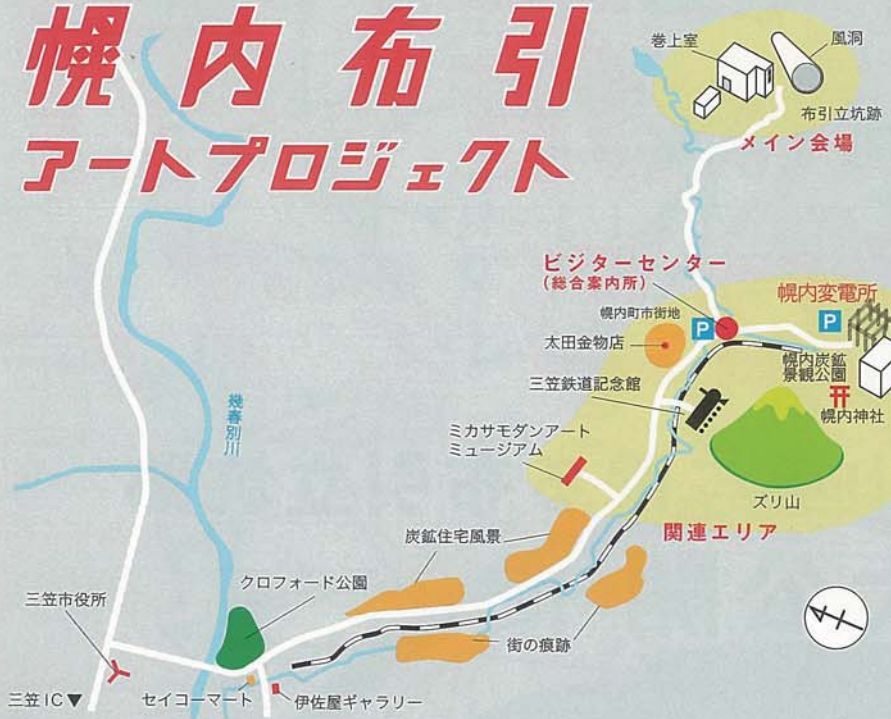 幌内布引
アートプロジェクト
巻上室
風洞
布引立坑跡
メイン会場
ビジターセンター
(総合案内所)
幌内町市街地
P
P
幌内変電所
太田金物店
幌内炭鉱
景観公園
三笠鉄道記念館
幌内神社
ミカサモダンアート
ミュージアム
ズリ山
関連エリア
幾春別川
炭鉱住宅風景
クロフォード公園
三笠市役所
街の痕跡
三笠IC▼
セイコーマート
伊佐屋ギャラリー